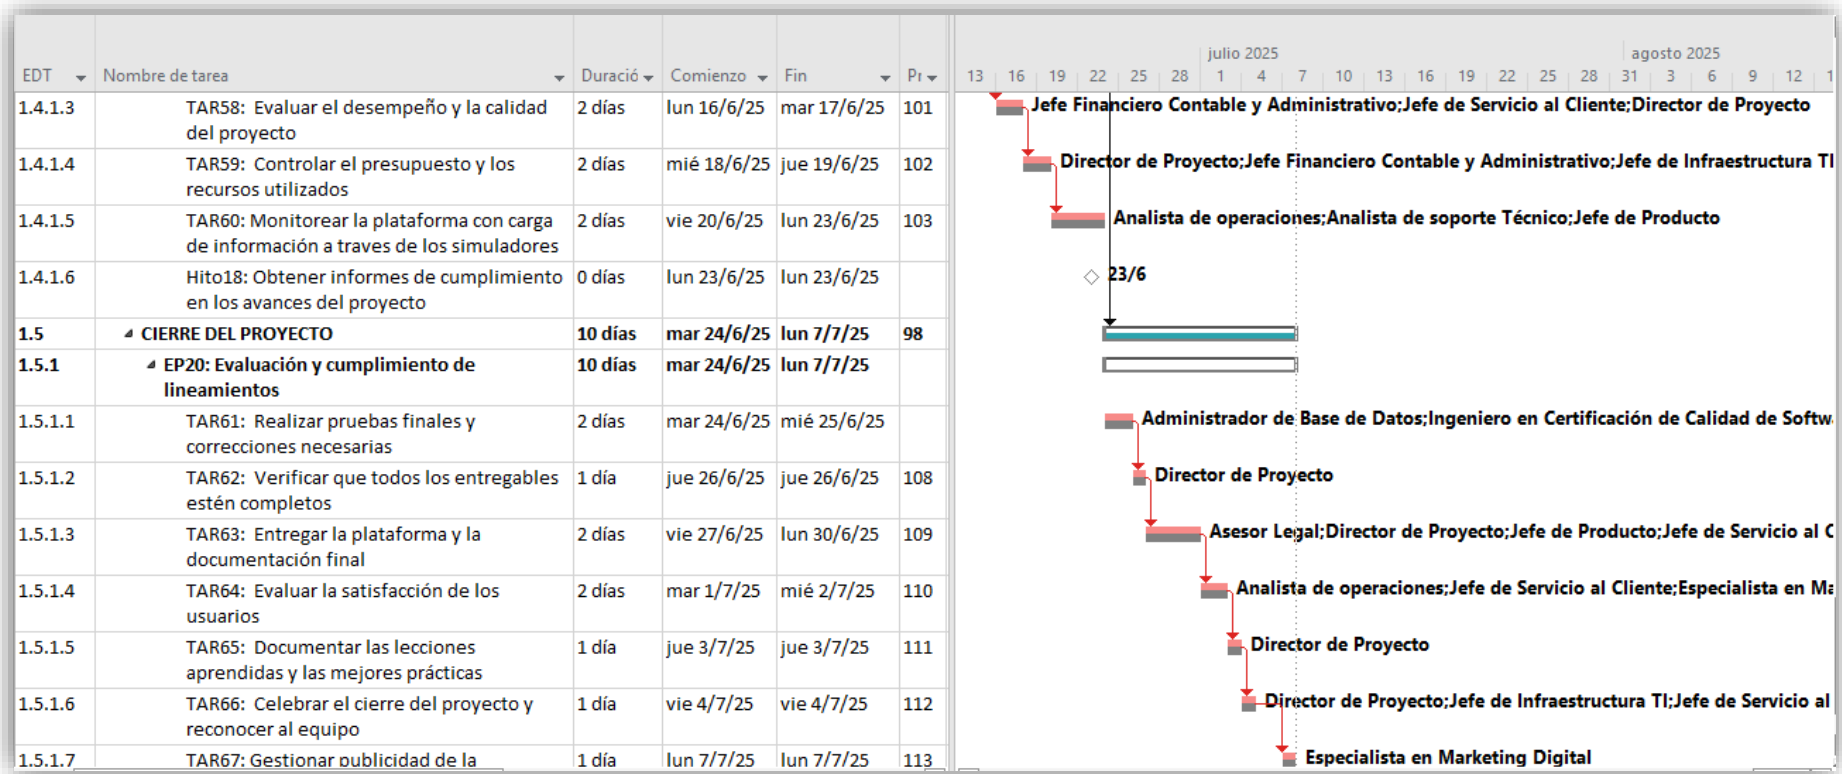 julio 2025 agosto 2025
EDT Nombre de tarea Duració Comienzo Fin Pr 13 16 19 22 25 28 1 4 7 10 13 16 19 22 25 28 31 3 6 9 12
1.4.1.3 TAR58: Evaluar el desempeño y la calidad 2 días lun 16/6/25 mar 17/6/25 101 Jefe Financiero Contable y Administrativo;Jefe de Servicio al Cliente;Director de Proyecto
del proyecto
1.4.1.4 TAR59: Controlar el presupuesto y los 2 días mié 18/6/25 jue 19/6/25 102 Director de Proyecto;Jefe Financiero Contable y Administrativo;Jefe de Infraestructura TI
recursos utilizados
1.4.1.5 TAR60: Monitorear la plataforma con carga 2 días vie 20/6/25 lun 23/6/25 103 Analista de operaciones;Analista de soporte Técnico;Jefe de Producto
de información a traves de los simuladores
1.4.1.6 Hito18: Obtener informes de cumplimiento 0 días lun 23/6/25 lun 23/6/25 23/6
en los avances del proyecto
1.5 CIERRE DEL PROYECTO 10 días mar 24/6/25 lun 7/7/25 98
1.5.1 EP20: Evaluación y cumplimiento de 10 días mar 24/6/25 lun 7/7/25
lineamientos
1.5.1.1 TAR61: Realizar pruebas finales y 2 días mar 24/6/25 mié 25/6/25 Administrador de Base de Datos;Ingeniero en Certificación de Calidad de Softw
correcciones necesarias
1.5.1.2 TAR62: Verificar que todos los entregables 1 día jue 26/6/25 jue 26/6/25 108 Director de Proyecto
estén completos
1.5.1.3 TAR63: Entregar la plataforma y la 2 días vie 27/6/25 lun 30/6/25 109 Asesor Legal;Director de Proyecto;Jefe de Producto;Jefe de Servicio al C
documentación final
1.5.1.4 TAR64: Evaluar la satisfacción de los 2 días mar 1/7/25 mié 2/7/25 110 Analista de operaciones;Jefe de Servicio al Cliente;Especialista en Ma
usuarios
1.5.1.5 TAR65: Documentar las lecciones 1 día jue 3/7/25 jue 3/7/25 111 Director de Proyecto
aprendidas y las mejores prácticas
1.5.1.6 TAR66: Celebrar el cierre del proyecto y 1 día vie 4/7/25 vie 4/7/25 112 Director de Proyecto;Jefe de Infraestructura TI;Jefe de Servicio al
reconocer al equipo
1.5.1.7 TAR67: Gestionar publicidad de la 1 día lun 7/7/25 lun 7/7/25 113 Especialista en Marketing Digital